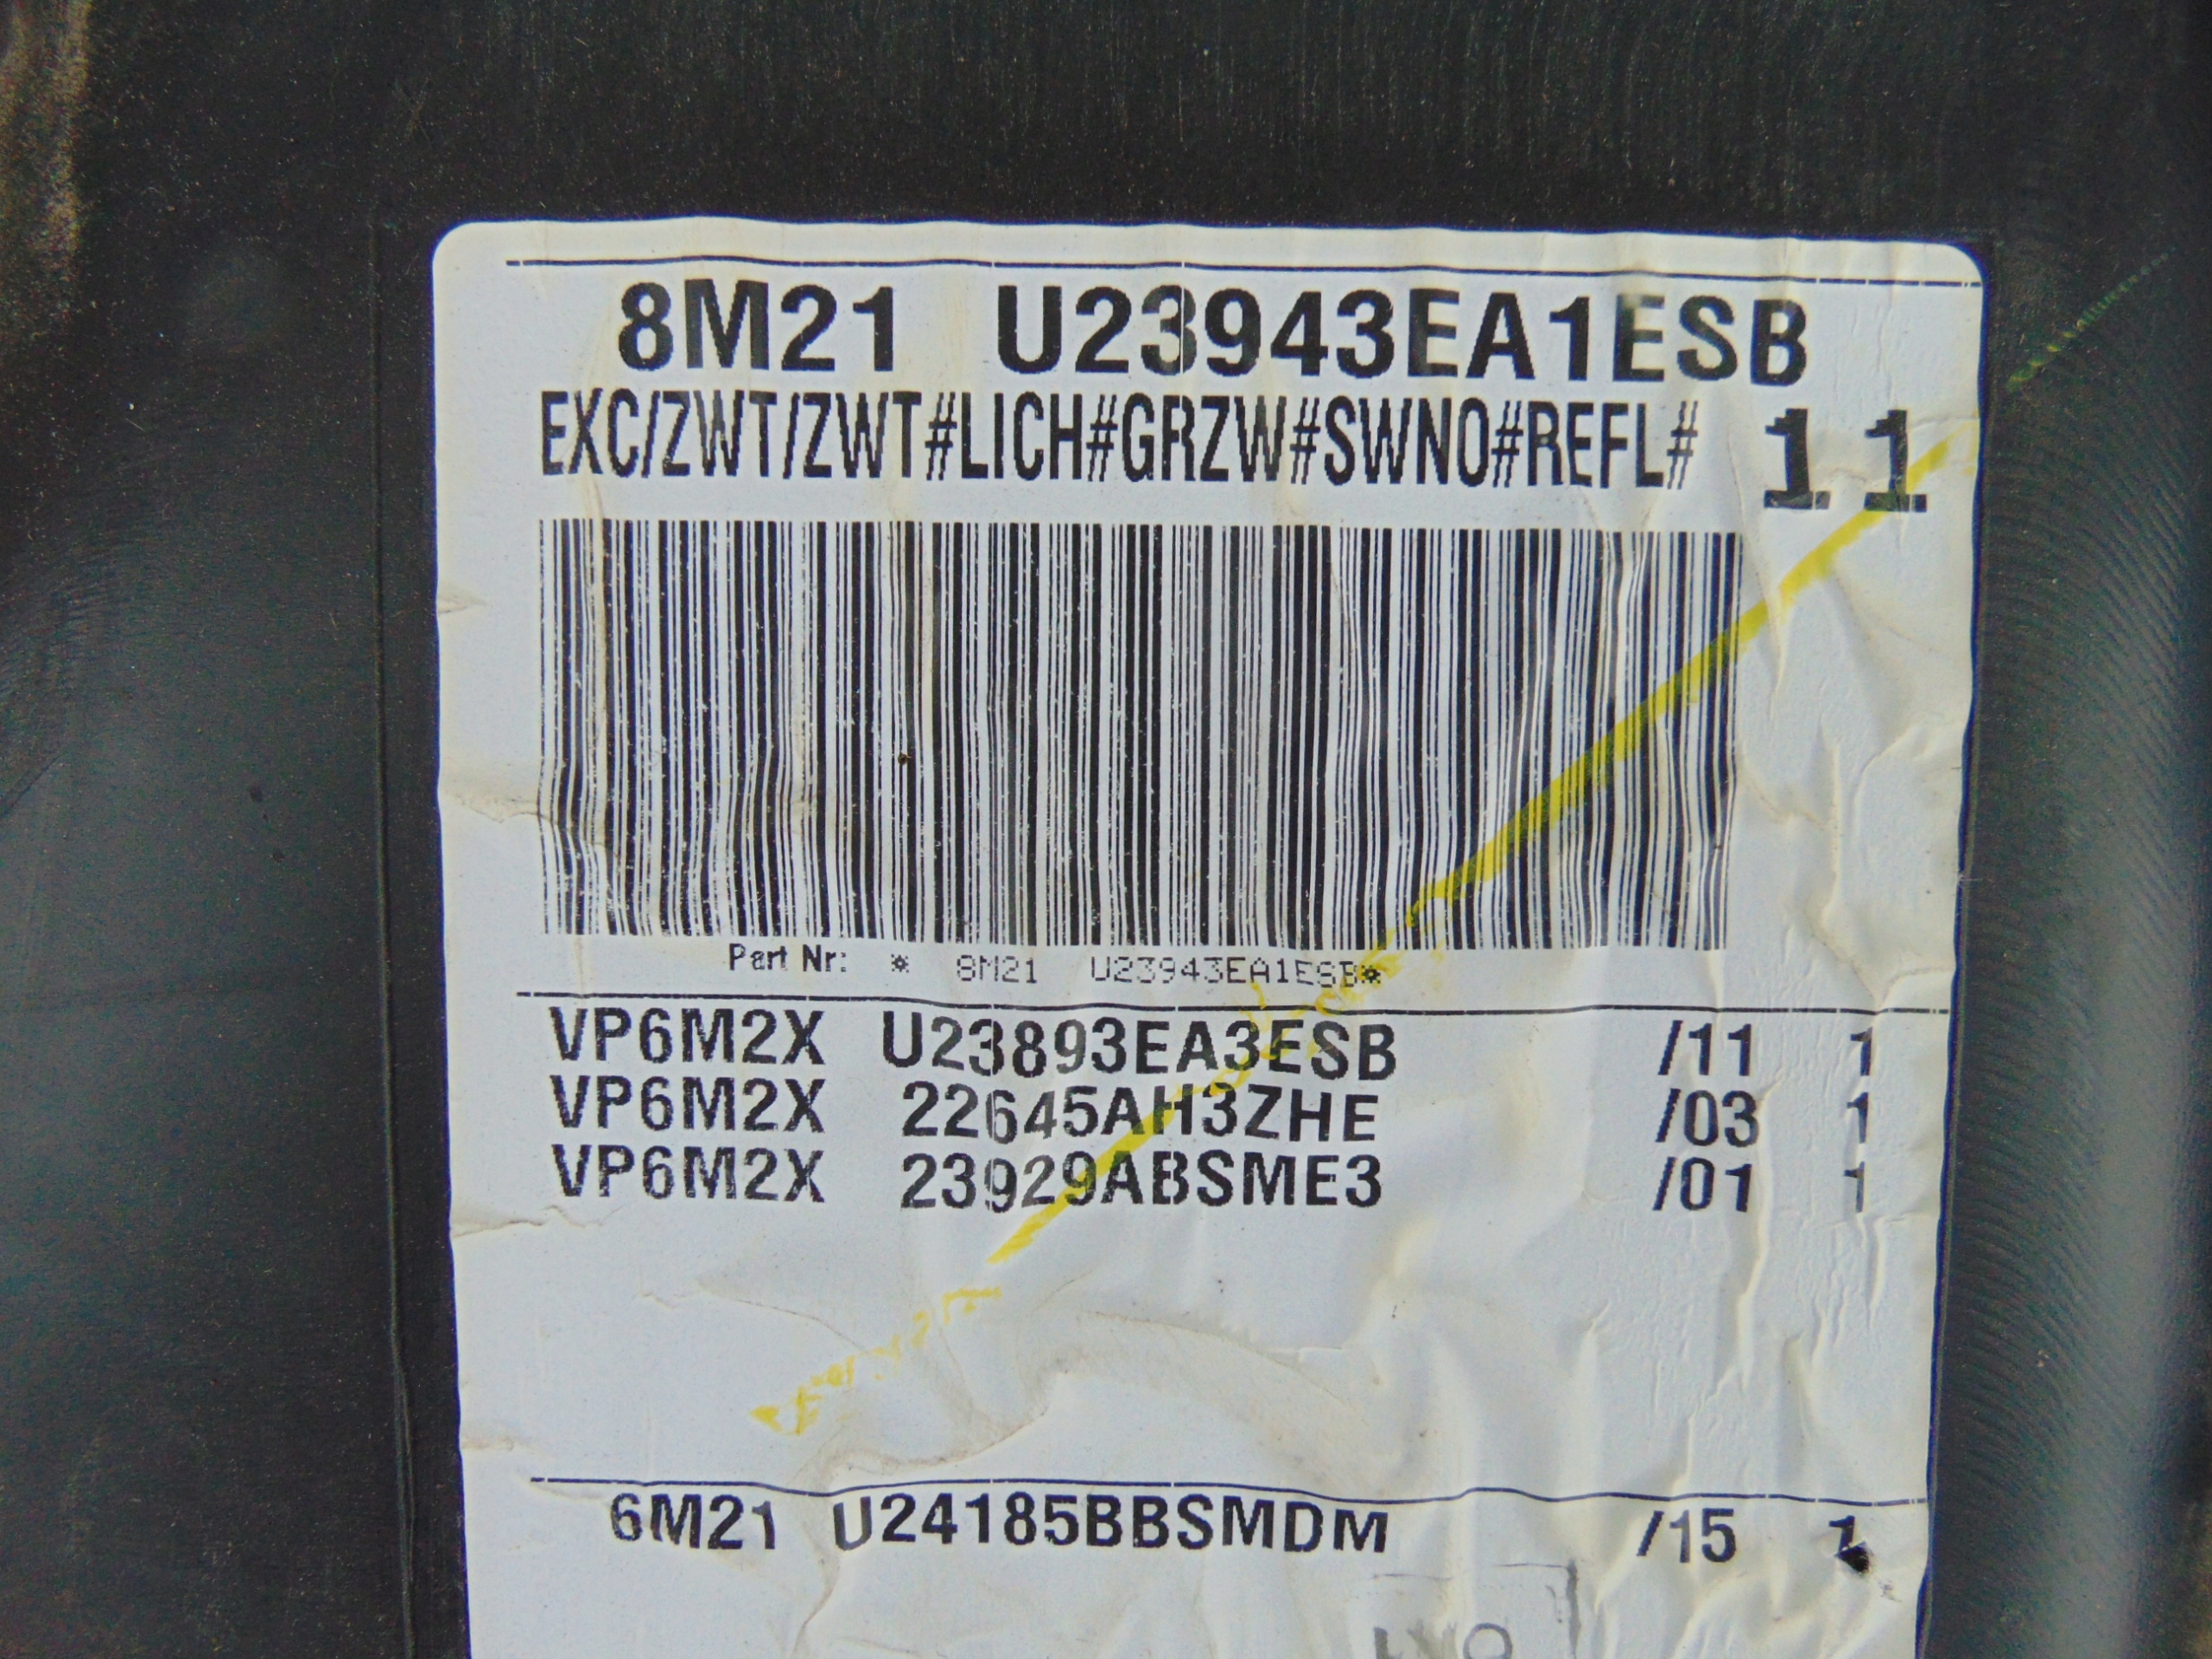 8M21 U23943EA1ESB
EXC/ZWT/ZWT#LICH#GRZW#SWNO#REFL# 11
Part Nr: * 8M21 U23943EA1ESB*
VP6M2X U23893EA3ESB /11 1
VP6M2X 22645AH3ZHE /03 1
VP6M2X 23929ABSME3 /01 1
6M21 U24185BBSMDM /15 1